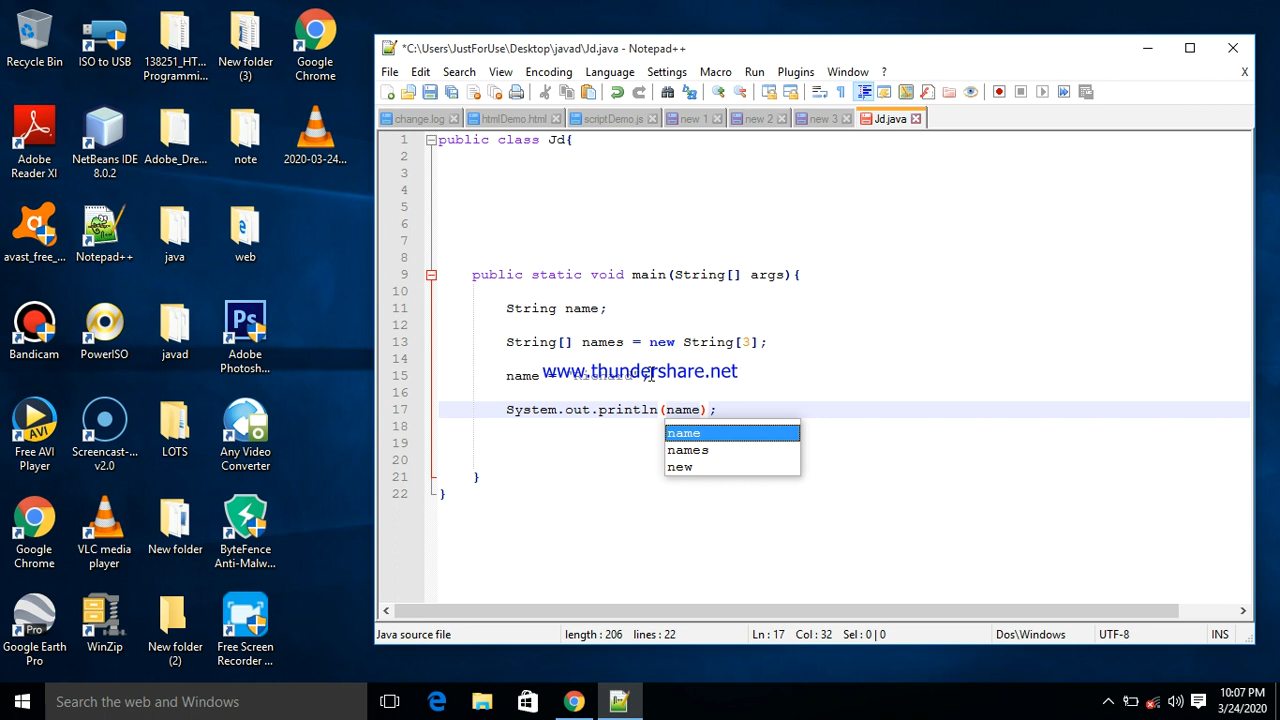 Recycle Bin
ISO to USB
138251_HT...
Programmi...
New folder
(3)
Google
Chrome
Adobe
Reader XI
NetBeans IDE
8.0.2
Adobe_Dre...
note
2020-03-24...
avast_free_...
Notepad++
java
web
Bandicam
PowerISO
javad
Adobe
Photosh...
Free AVI
Player
Screencast-...
v2.0
LOTS
Any Video
Converter
Google
Chrome
VLC media
player
New folder
ByteFence
Anti-Malw...
Google Earth
Pro
WinZip
New folder
(2)
Free Screen
Recorder ...
*C:\Users\JustForUse\Desktop\javad\Jd.java - Notepad++
File Edit Search View Encoding Language Settings Macro Run Plugins Window ? X
change.log htmlDemo.html scriptDemo.js new 1 new 2 new 3 Jd.java
1 public class Jd{
2
3
4
5
6
7
8
9 public static void main(String[] args){
10
11 String name;
12
13 String[] names = new String[3];
14
www.thundershare.net
15 name = "Richard";
16
17 System.out.println(name);
18
19
20
21 }
22 }
name
names
new
Java source file length : 206 lines : 22 Ln : 17 Col : 32 Sel : 0 | 0 Dos\Windows UTF-8 INS
Search the web and Windows
10:07 PM
3/24/2020